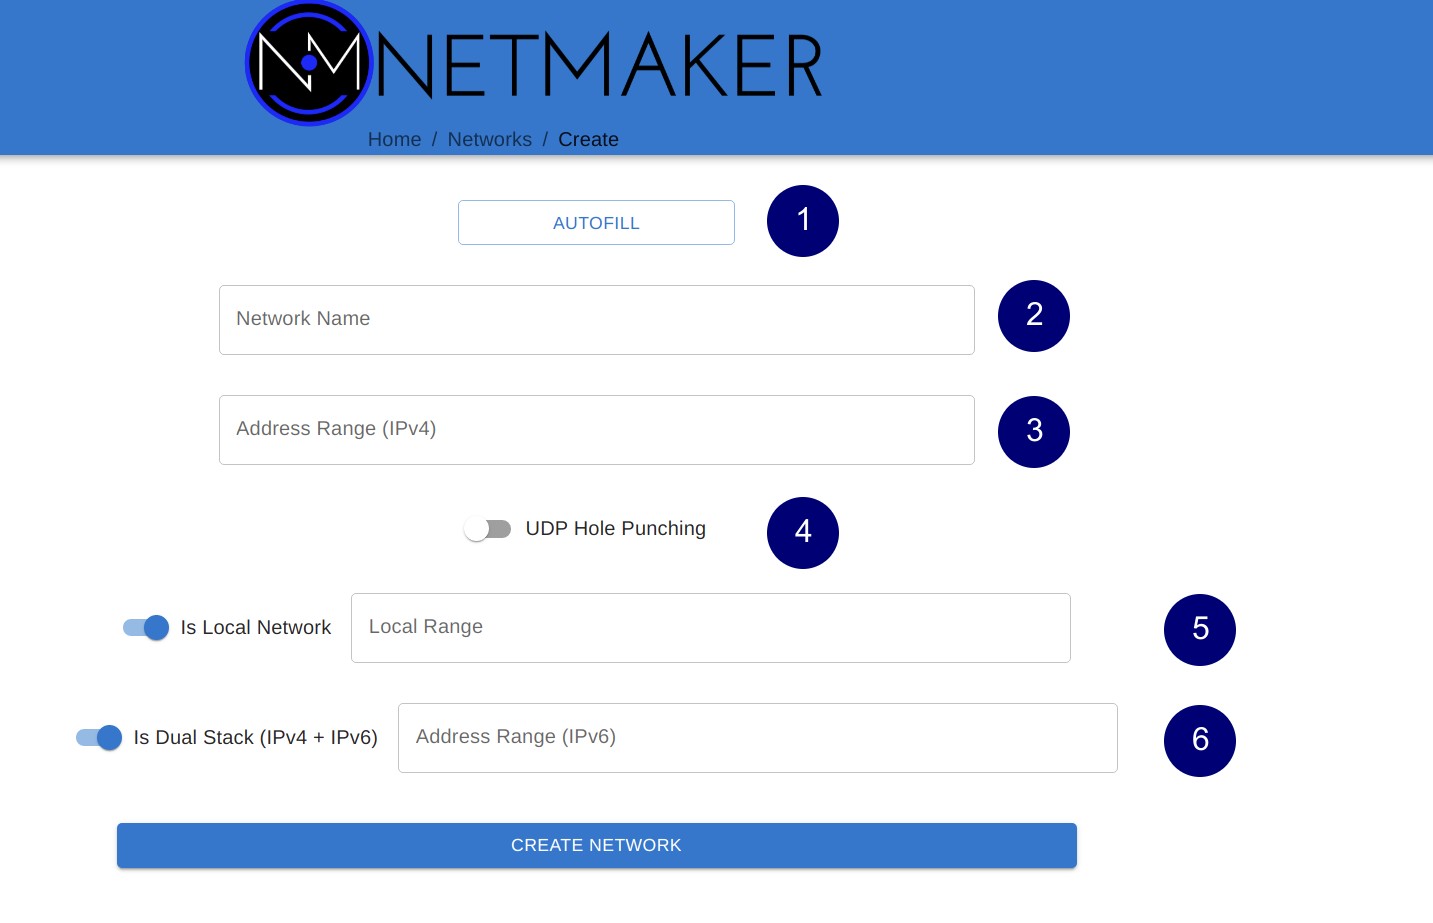 NM NETMAKER
Home / Networks / Create
AUTOFILL 1
Network Name 2
Address Range (IPv4) 3
UDP Hole Punching 4
Is Local Network Local Range 5
Is Dual Stack (IPv4 + IPv6) Address Range (IPv6) 6
CREATE NETWORK